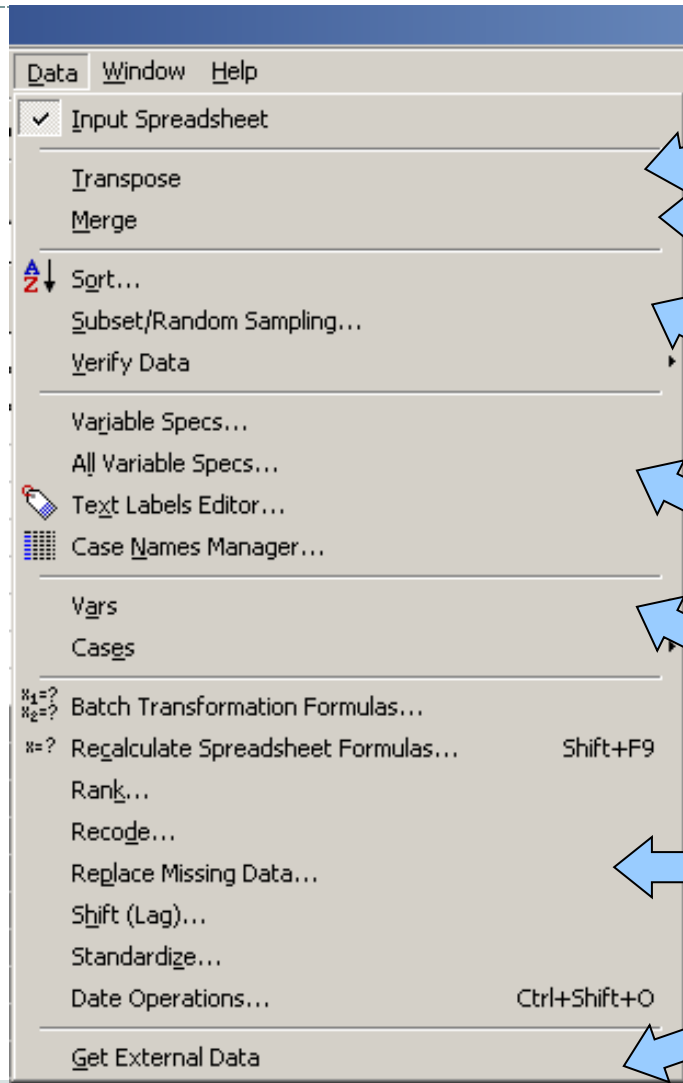 Data Window Help
Input Spreadsheet
Transpose
Merge
Sort...
Subset/Random Sampling...
Verify Data
Variable Specs...
All Variable Specs...
Text Labels Editor...
Case Names Manager...
Vars
Cases
Batch Transformation Formulas...
Recalculate Spreadsheet Formulas... Shift+F9
Rank...
Recode...
Replace Missing Data...
Shift (Lag)...
Standardize...
Date Operations... Ctrl+Shift+O
Get External Data